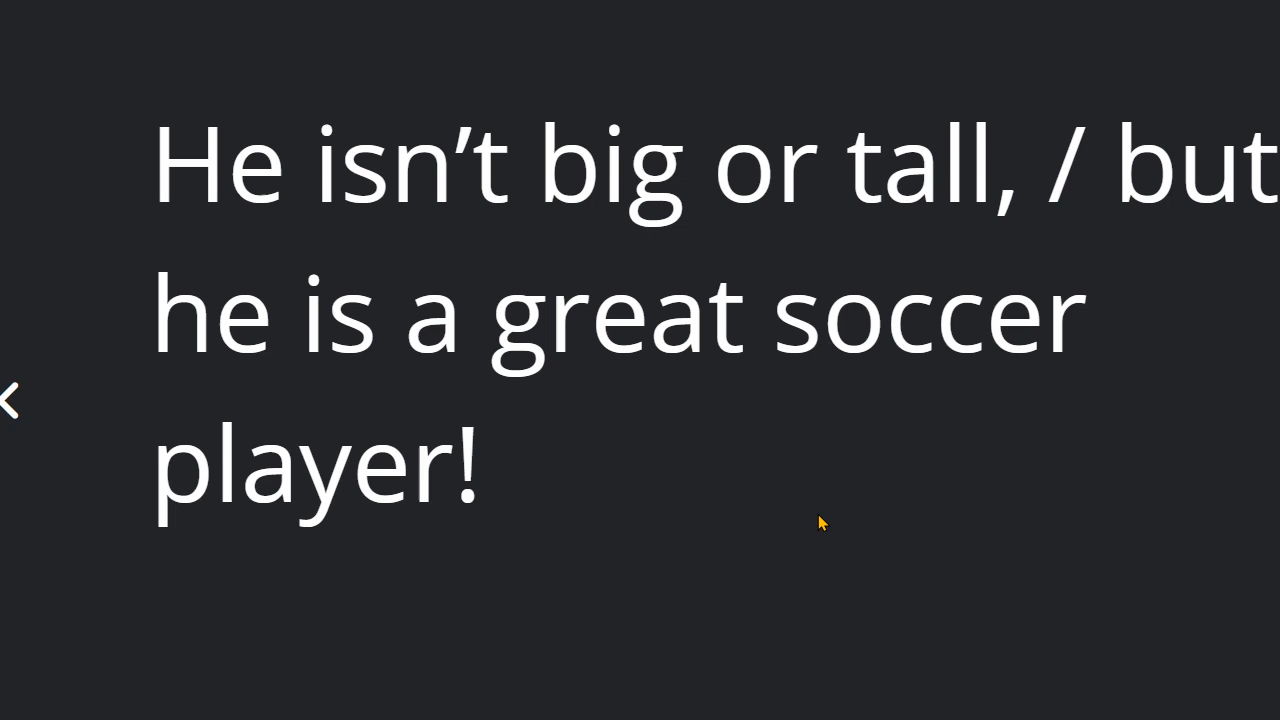 He isn’t big or tall, / but
he is a great soccer
player!